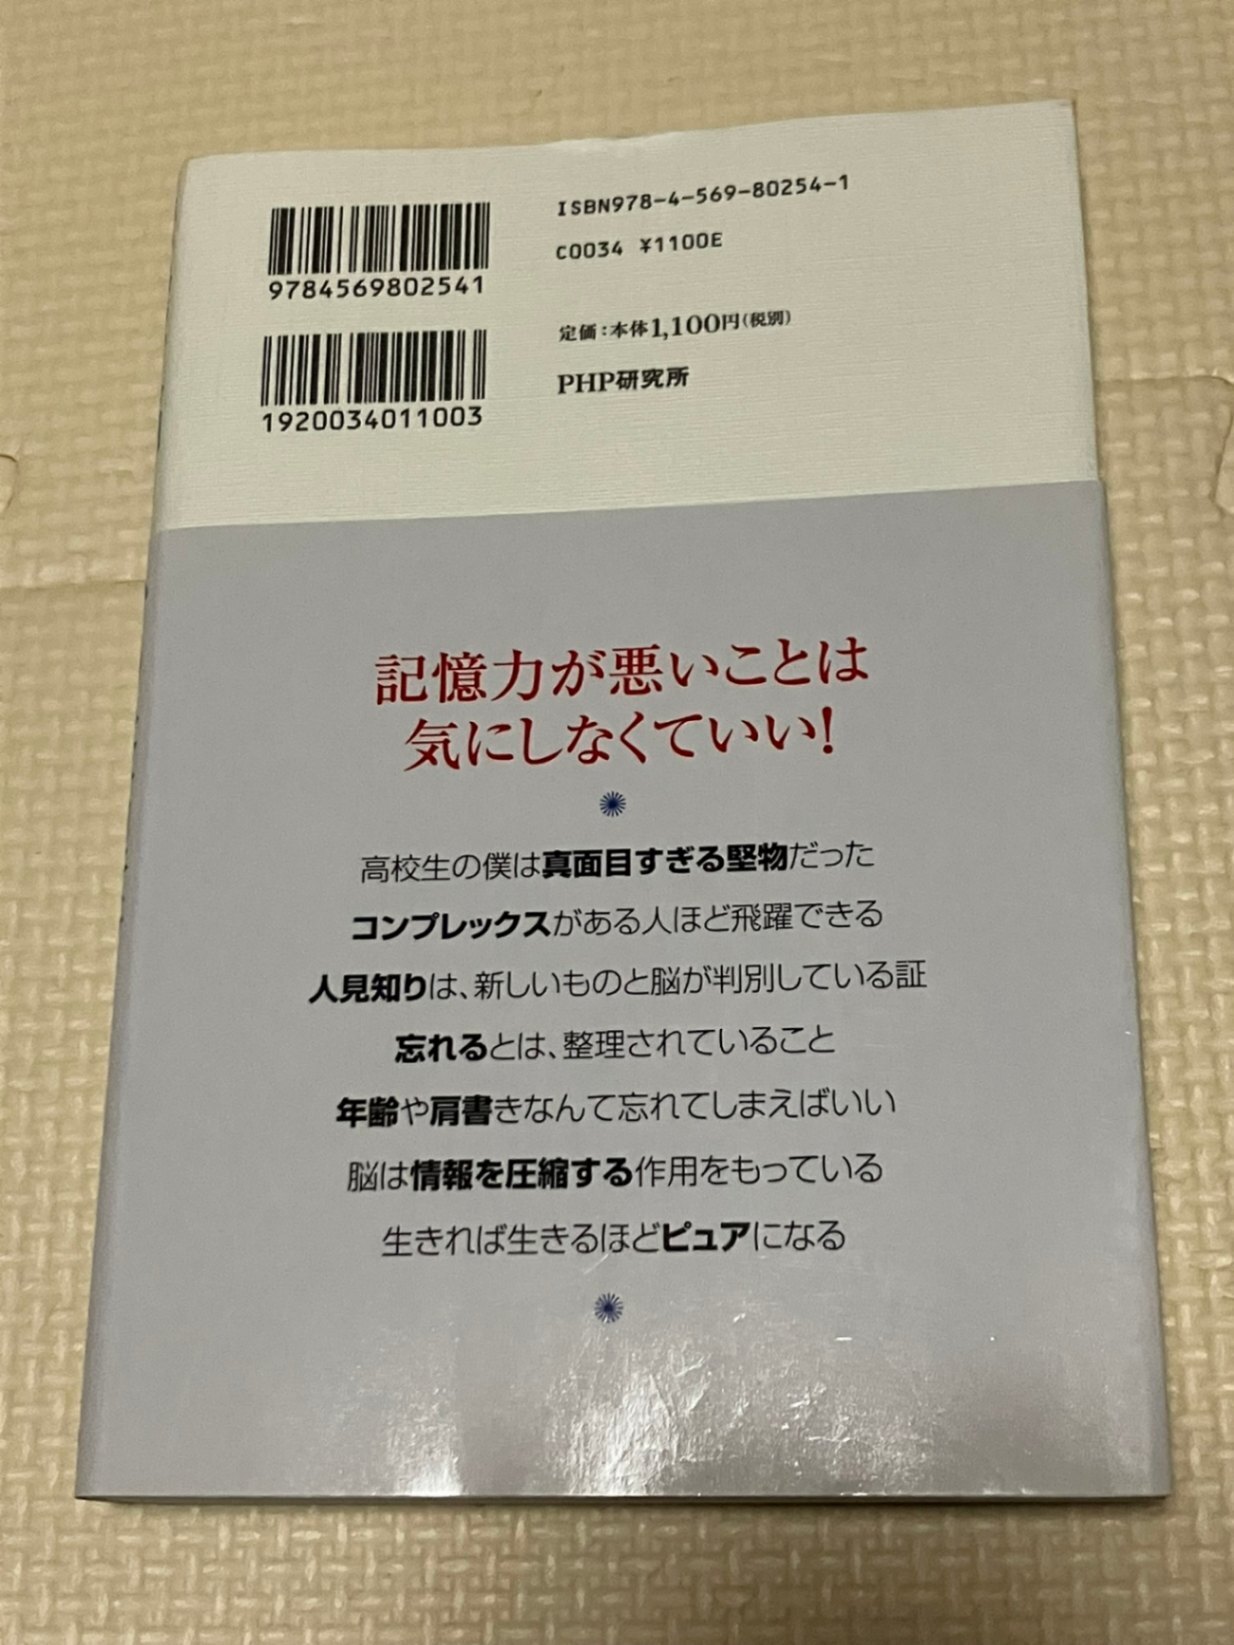 ISBN978-4-569-80254-1
C0034 ¥1100E
9784569802541
定価:本体1,100円(税別)
PHP研究所
1920034011003
記憶力が悪いことは
気にしなくていい!
高校生の僕は真面目すぎる堅物だった
コンプレックスがある人ほど飛躍できる
人見知りは、新しいものと脳が判別している証
忘れるとは、整理されていること
年齢や肩書きなんて忘れてしまえばいい
脳は情報を圧縮する作用をもっている
生きれば生きるほどピュアになる